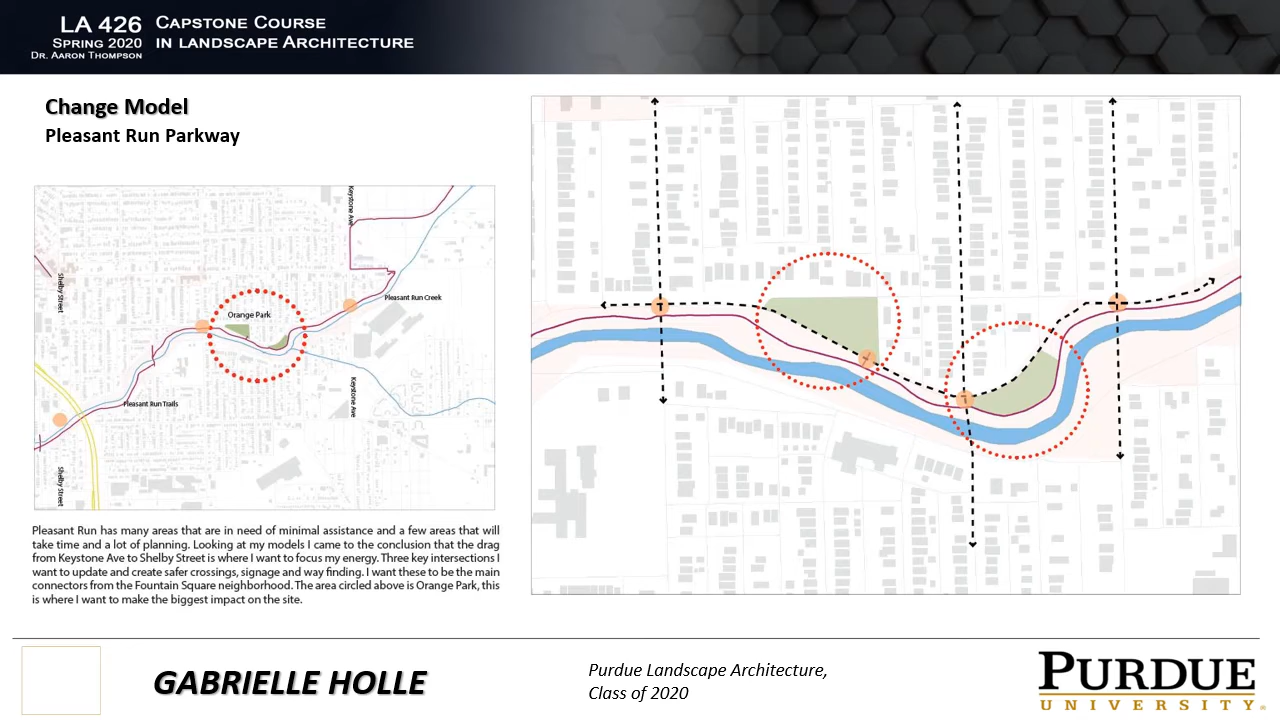 LA 426
SPRING 2020
DR. AARON THOMPSON
CAPSTONE COURSE
IN LANDSCAPE ARCHITECTURE
Change Model
Pleasant Run Parkway
Keystone Ave
Shelby Street
Pleasant Run Creek
Orange Park
Keystone Ave
Pleasant Run Trails
Shelby Street
Pleasant Run has many areas that are in need of minimal assistance and a few areas that will
take time and a lot of planning. Looking at my models I came to the conclusion that the drag
from Keystone Ave to Shelby Street is where I want to focus my energy. Three key intersections I
want to update and create safer crossings, signage and way finding. I want these to be the main
connectors from the Fountain Square neighborhood. The area circled above is Orange Park, this
is where I want to make the biggest impact on the site.
GABRIELLE HOLLE
Purdue Landscape Architecture,
Class of 2020
PURDUE
UNIVERSITY®